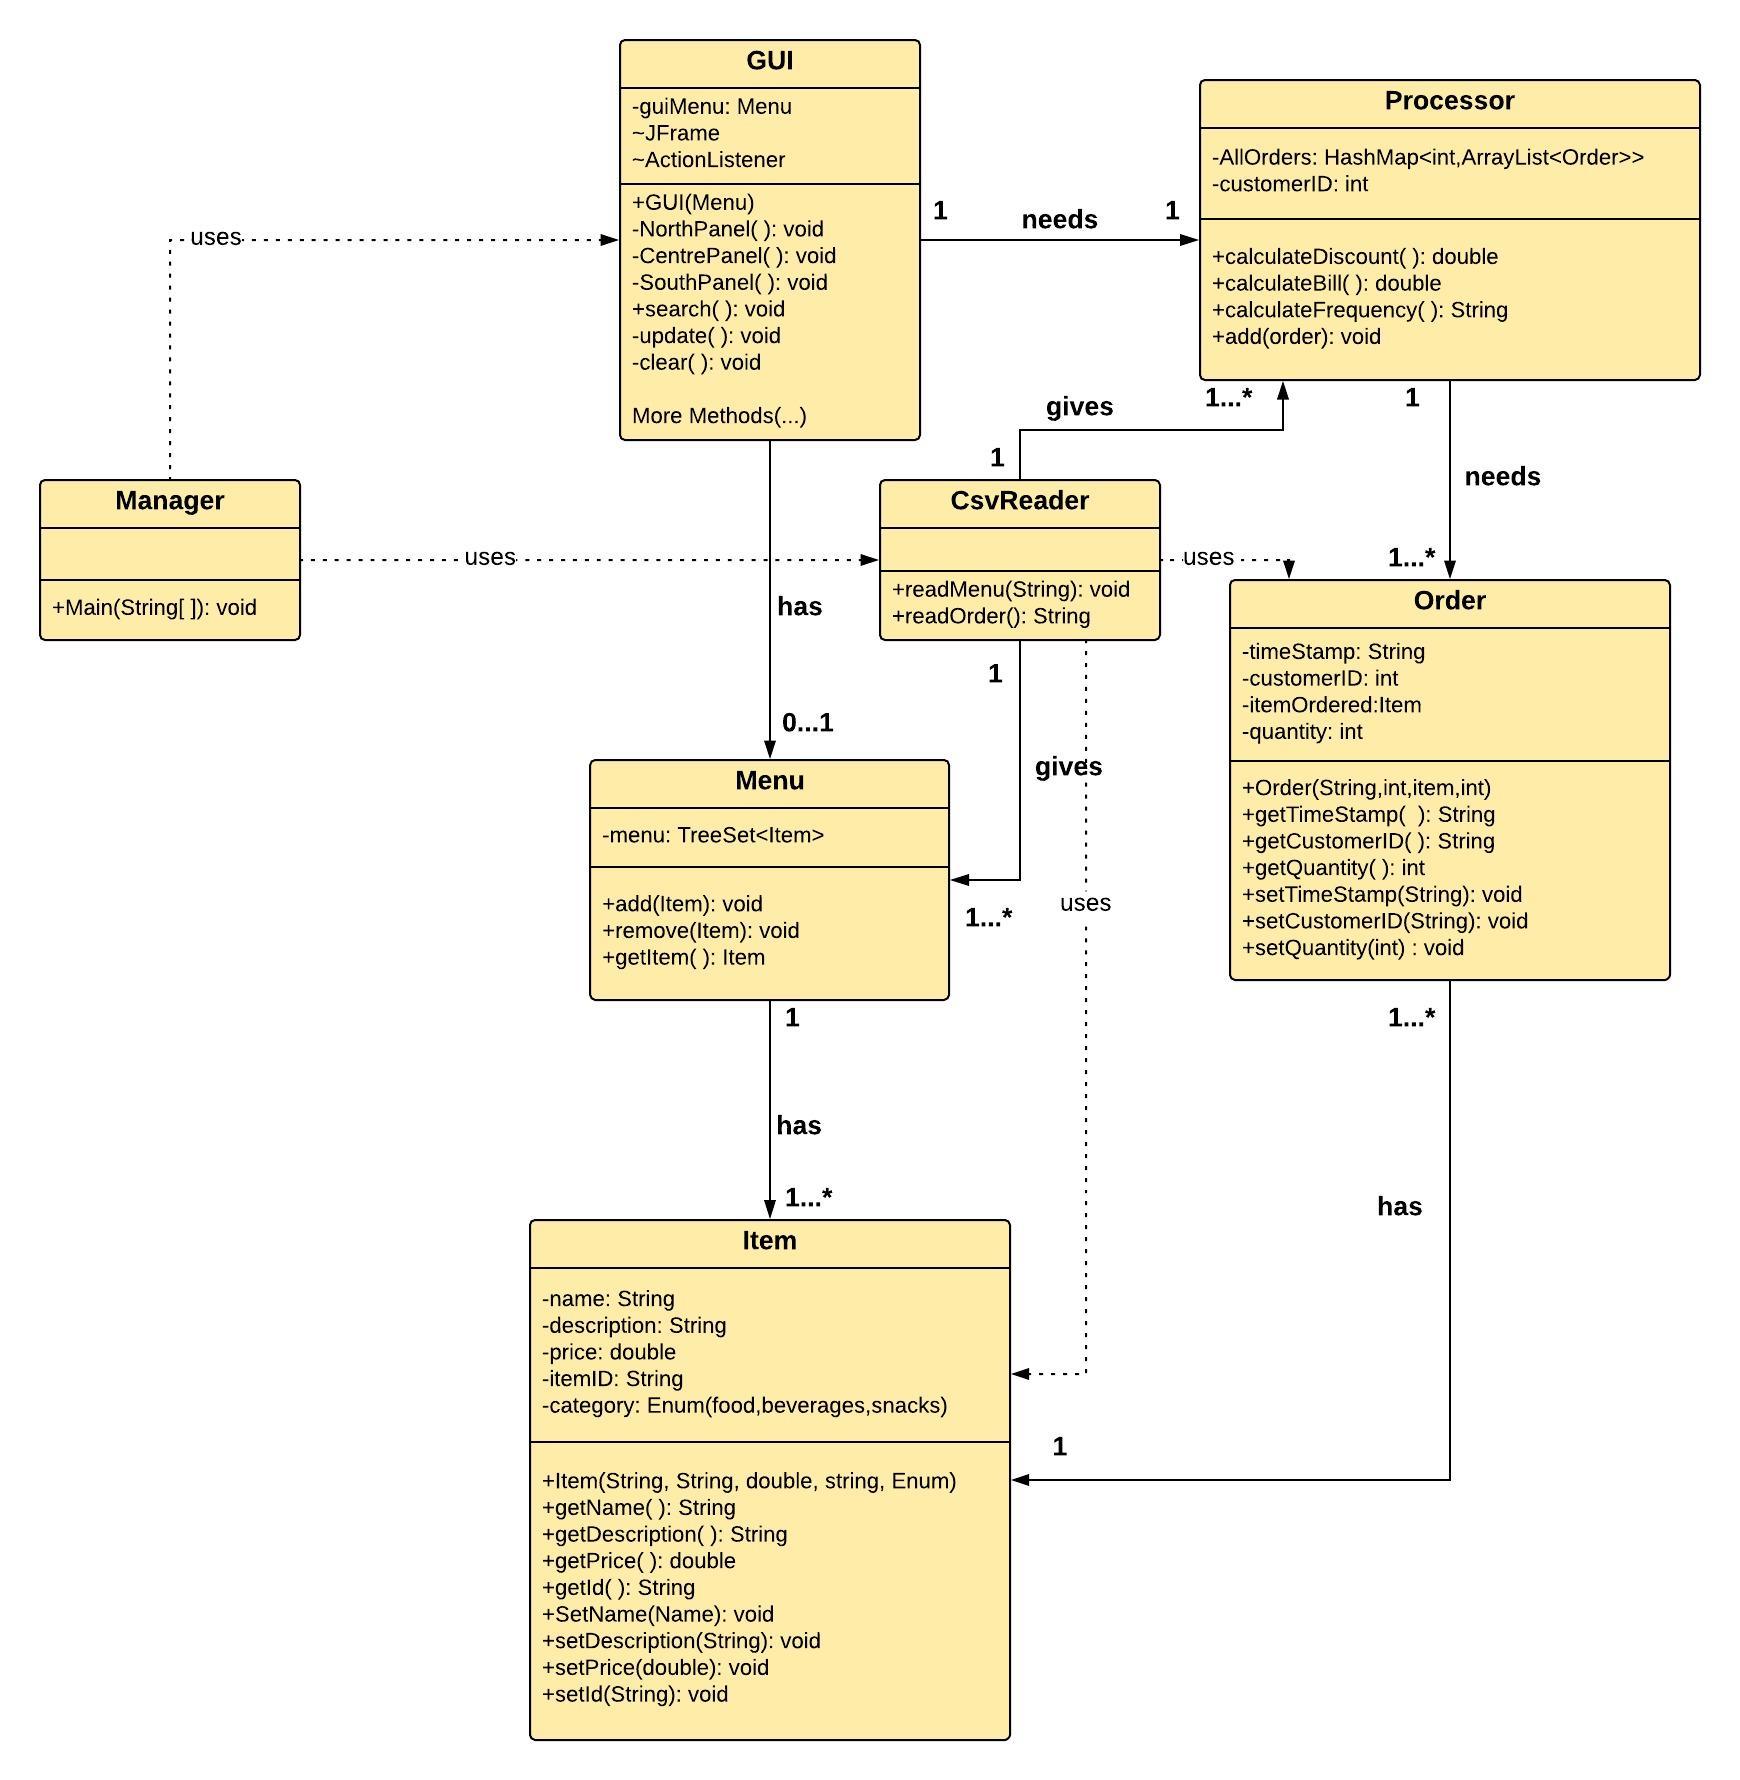 GUI
-guiMenu: Menu
~JFrame
~ActionListener
+GUI(Menu)
-NorthPanel( ): void
-CentrePanel( ): void
-SouthPanel( ): void
+search( ): void
-update( ): void
-clear( ): void
More Methods(...)
Processor
-AllOrders: HashMap<int,ArrayList<Order>>
-customerID: int
+calculateDiscount( ): double
+calculateBill( ): double
+calculateFrequency( ): String
+add(order): void
1
needs
1
uses
gives
1...*
1
1
needs
1...*
Manager
+Main(String[ ]): void
uses
CsvReader
+readMenu(String): void
+readOrder(): String
uses
Order
-timeStamp: String
-customerID: int
-itemOrdered:Item
-quantity: int
+Order(String,int,item,int)
+getTimeStamp(  ): String
+getCustomerID( ): String
+getQuantity( ): int
+setTimeStamp(String): void
+setCustomerID(String): void
+setQuantity(int) : void
has
0...1
1
gives
1...*
uses
Menu
-menu: TreeSet<Item>
+add(Item): void
+remove(Item): void
+getItem( ): Item
1
has
1...*
1...*
has
1
Item
-name: String
-description: String
-price: double
-itemID: String
-category: Enum(food,beverages,snacks)
+Item(String, String, double, string, Enum)
+getName( ): String
+getDescription( ): String
+getPrice( ): double
+getId( ): String
+SetName(Name): void
+setDescription(String): void
+setPrice(double): void
+setId(String): void